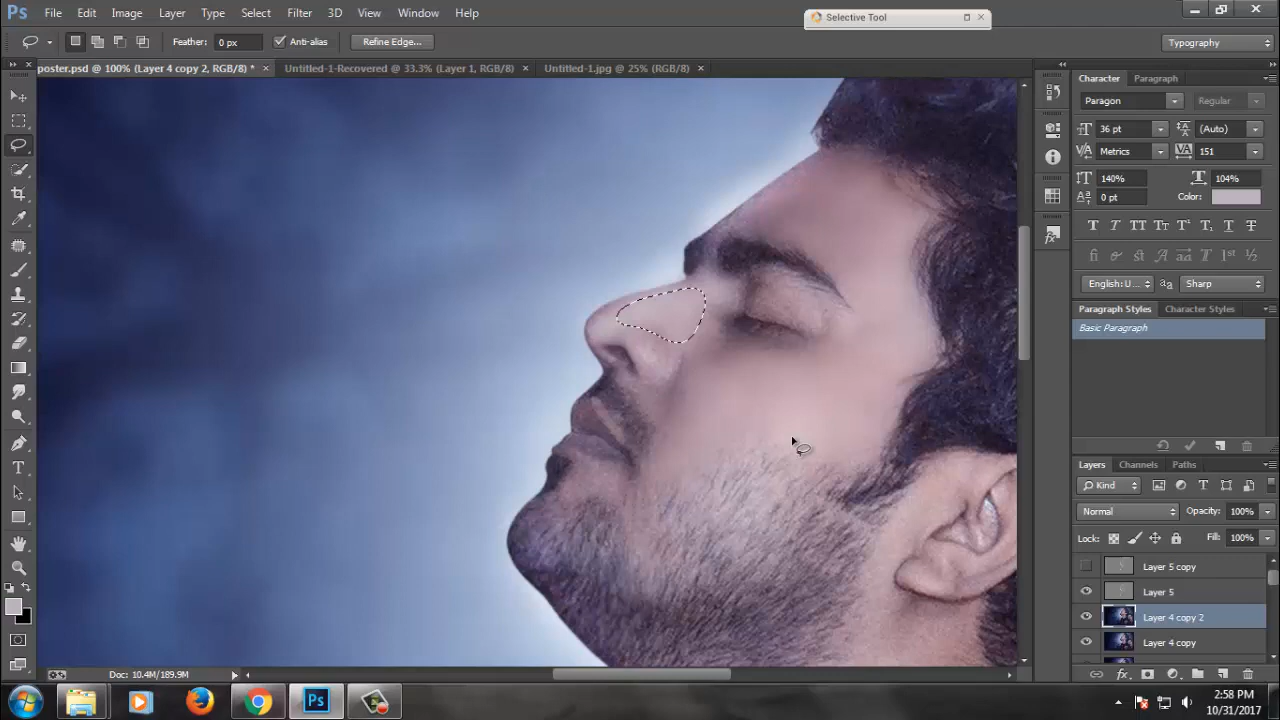 Ps File Edit Image Layer Type Select Filter 3D View Window Help
Selective Tool
Feather: 0 px Anti-alias Refine Edge... Typography
poster.psd @ 100% (Layer 4 copy 2, RGB/8) * Untitled-1-Recovered @ 33.3% (Layer 1, RGB/8) Untitled-1.jpg @ 25% (RGB/8)
Character Paragraph
Paragon Regular
36 pt (Auto)
Metrics 151
140% 104%
0 pt Color:
English: U... Sharp
Paragraph Styles Character Styles
Basic Paragraph
Layers Channels Paths
Kind
Normal Opacity: 100%
Lock: Fill: 100%
Layer 5 copy
Layer 5
Layer 4 copy 2
Layer 4 copy
Doc: 10.4M/189.9M
Ps
2:58 PM
10/31/2017